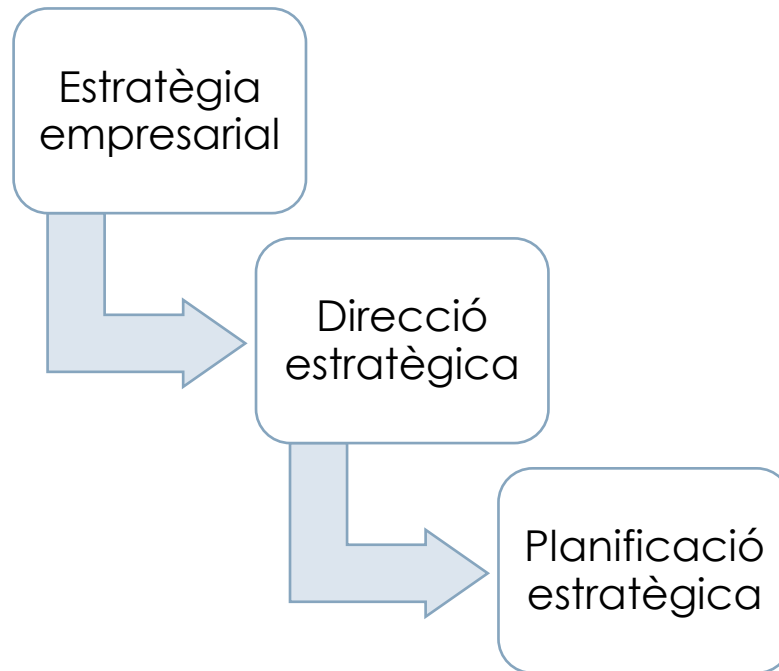 Estratègia
empresarial
Direcció
estratègica
Planificació
estratègica